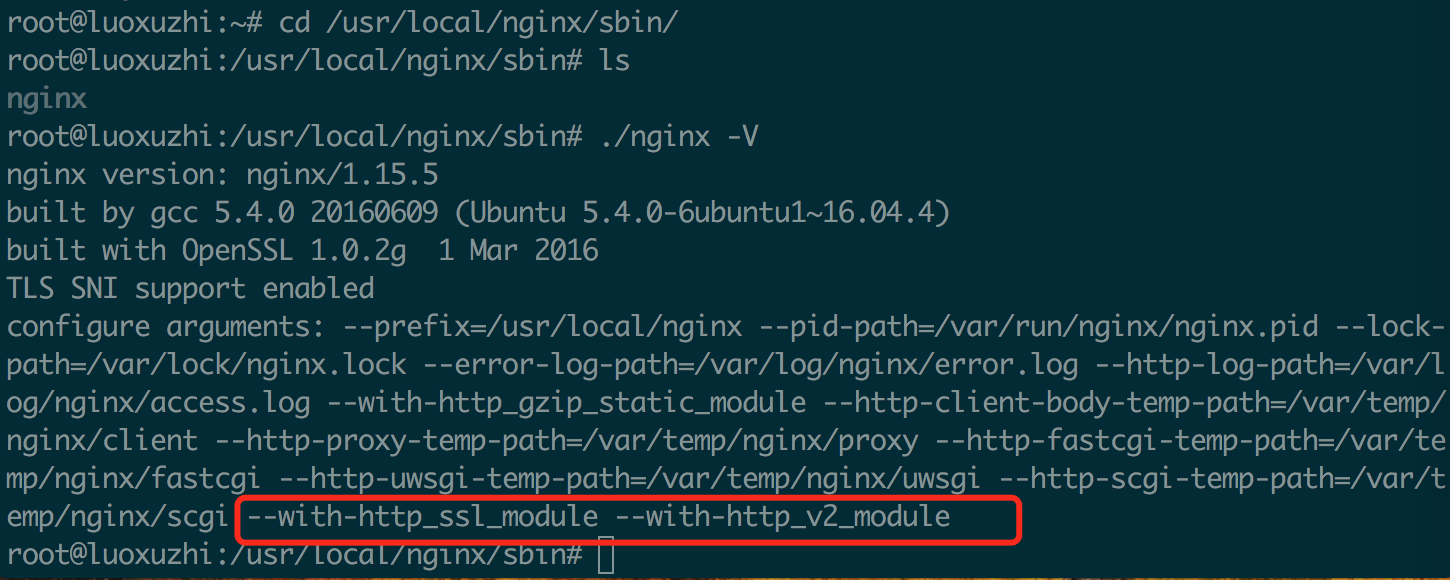 root@luoxuzhi:~# cd /usr/local/nginx/sbin/
root@luoxuzhi:/usr/local/nginx/sbin# ls
nginx
root@luoxuzhi:/usr/local/nginx/sbin# ./nginx -V
nginx version: nginx/1.15.5
built by gcc 5.4.0 20160609 (Ubuntu 5.4.0-6ubuntu1~16.04.4)
built with OpenSSL 1.0.2g  1 Mar 2016
TLS SNI support enabled
configure arguments: --prefix=/usr/local/nginx --pid-path=/var/run/nginx/nginx.pid --lock-
path=/var/lock/nginx.lock --error-log-path=/var/log/nginx/error.log --http-log-path=/var/l
og/nginx/access.log --with-http_gzip_static_module --http-client-body-temp-path=/var/temp/
nginx/client --http-proxy-temp-path=/var/temp/nginx/proxy --http-fastcgi-temp-path=/var/te
mp/nginx/fastcgi --http-uwsgi-temp-path=/var/temp/nginx/uwsgi --http-scgi-temp-path=/var/t
emp/nginx/scgi --with-http_ssl_module --with-http_v2_module
root@luoxuzhi:/usr/local/nginx/sbin#